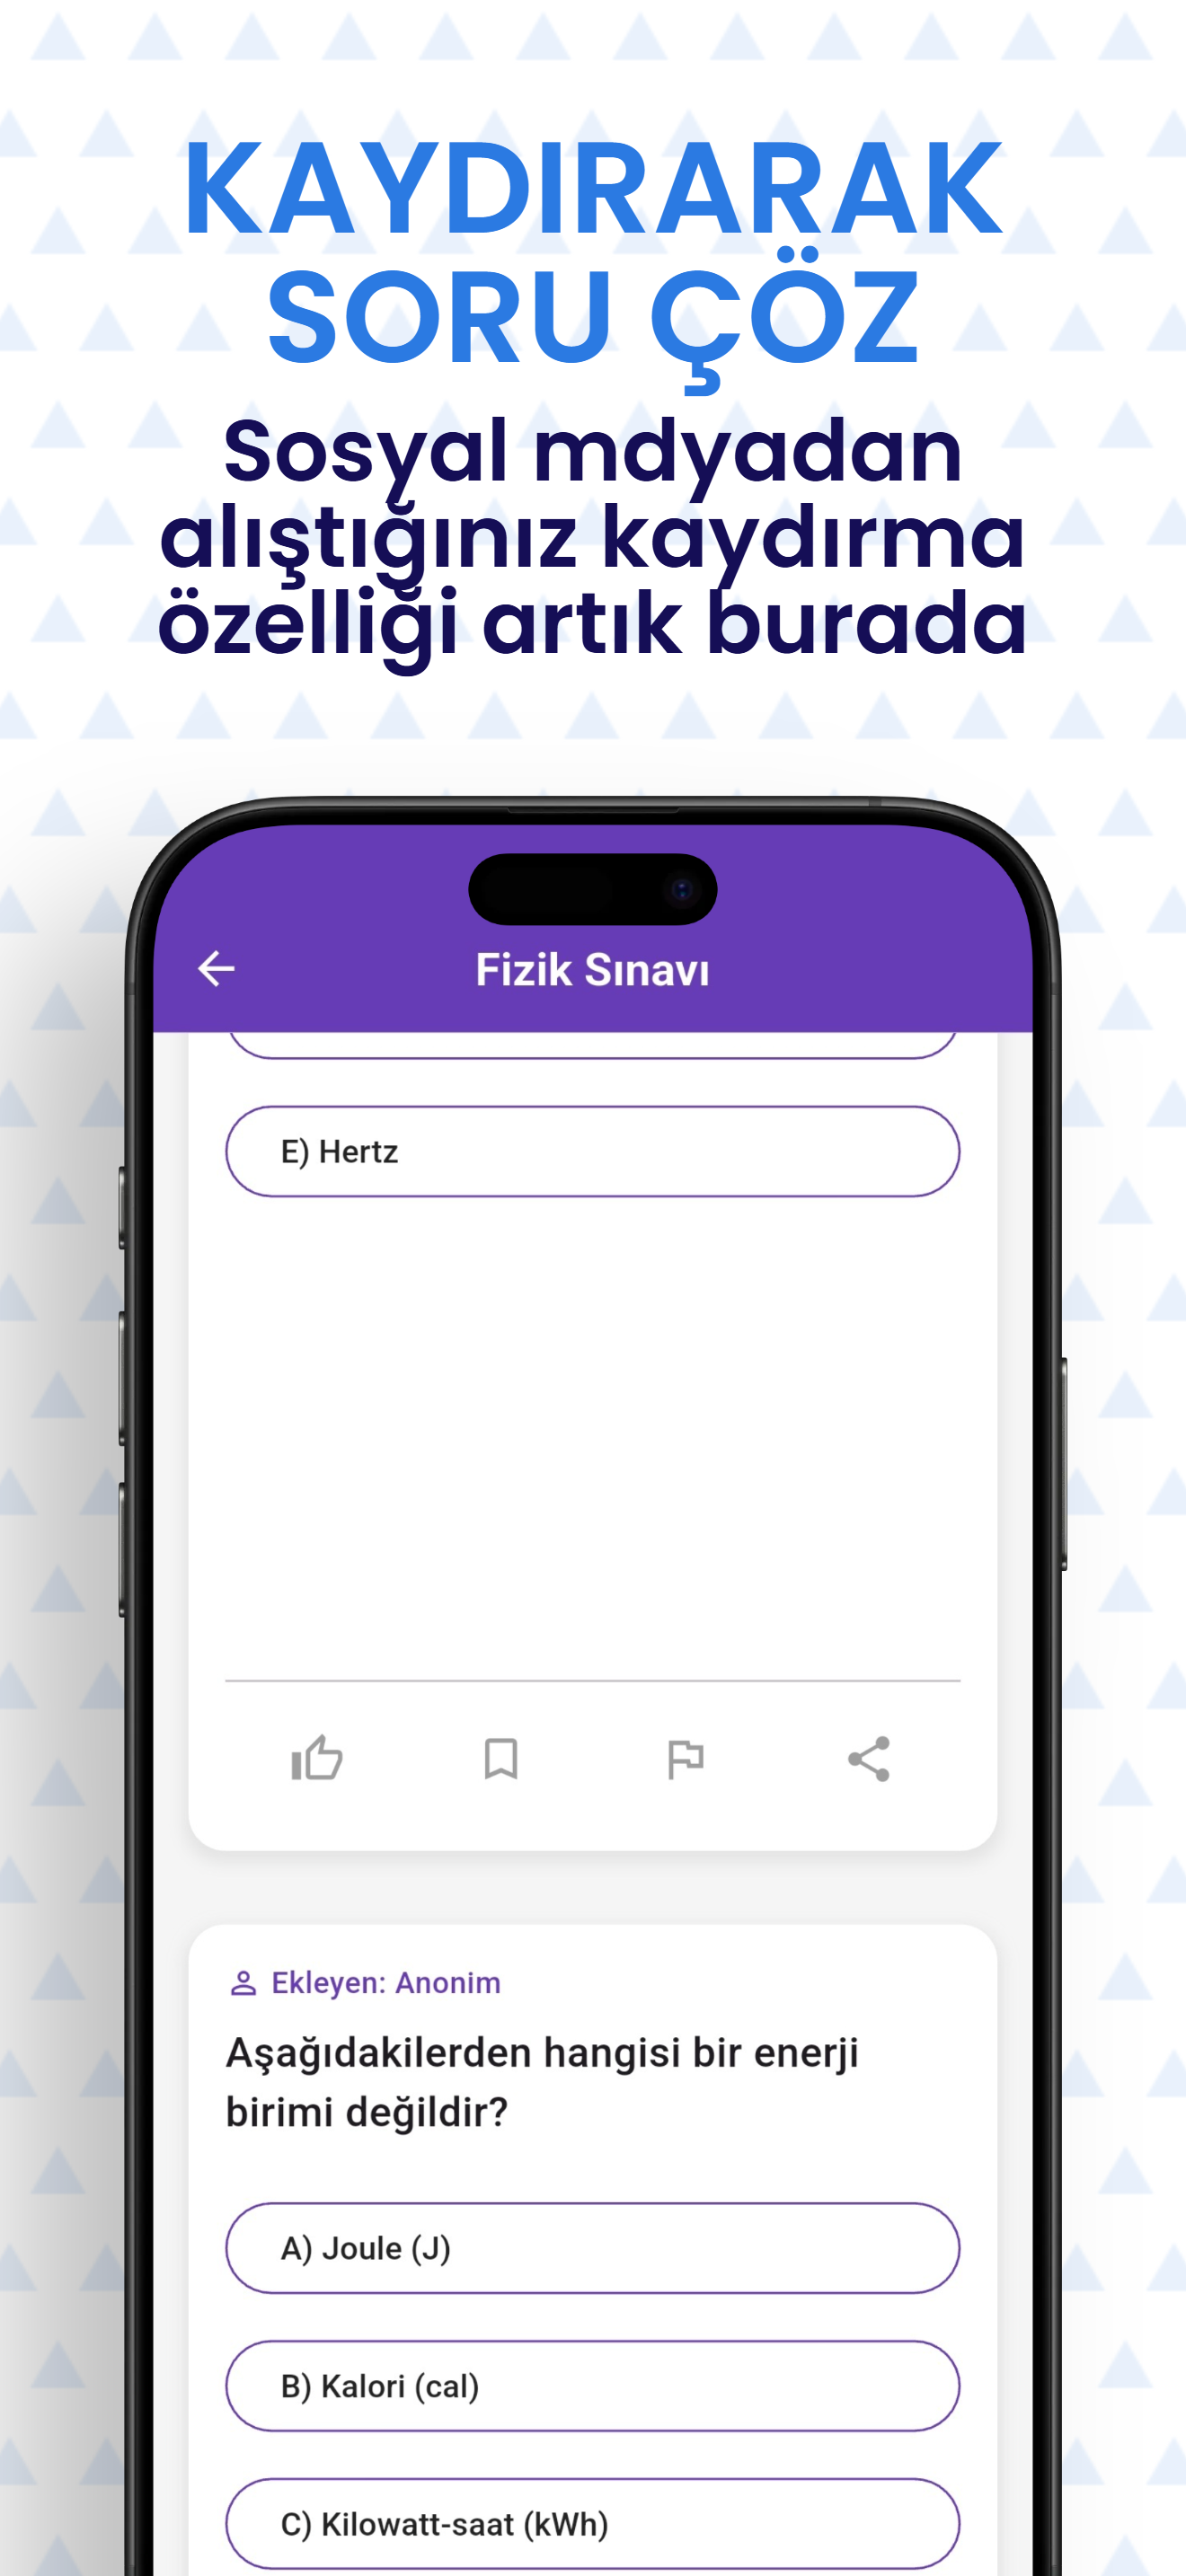 KAYDIRARAK
SORU ÇÖZ
Sosyal mdyadan
alıştığınız kaydırma
özelliği artık burada
Fizik Sınavı
E) Hertz
Ekleyen: Anonim
Aşağıdakilerden hangisi bir enerji
birimi değildir?
A) Joule (J)
B) Kalori (cal)
C) Kilowatt-saat (kWh)